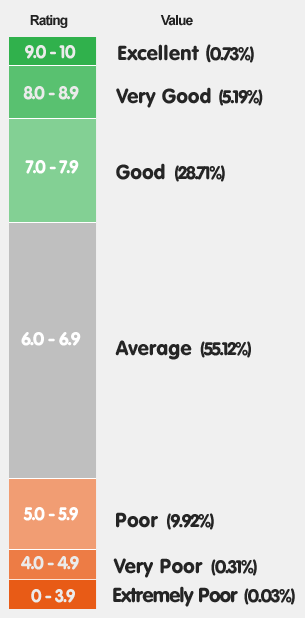 Rating Value
9.0 - 10 Excellent (0.73%)
8.0 - 8.9 Very Good (5.19%)
7.0 - 7.9 Good (28.71%)
6.0 - 6.9 Average (55.12%)
5.0 - 5.9 Poor (9.92%)
4.0 - 4.9 Very Poor (0.31%)
0 - 3.9 Extremely Poor (0.03%)